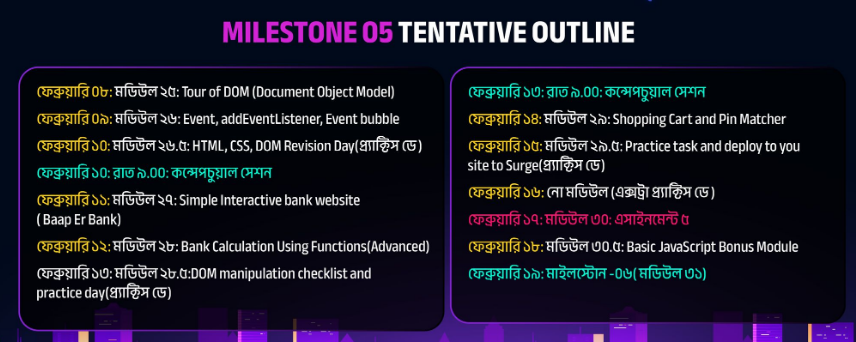 MILESTONE 05 TENTATIVE OUTLINE
ফেব্রুয়ারি ০৮: মডিউল ২৫: Tour of DOM (Document Object Model)
ফেব্রুয়ারি ০৯: মডিউল ২৬: Event, addEventListener, Event bubble
ফেব্রুয়ারি ১০: মডিউল ২৬.৫: HTML, CSS, DOM Revision Day(প্র্যাক্টিস ডে)
ফেব্রুয়ারি ১০: রাত ৯.00: কন্সেপচুয়াল সেশন
ফেব্রুয়ারি ১১: মডিউল ২৭: Simple Interactive bank website
( Baap Er Bank)
ফেব্রুয়ারি ১২: মডিউল ২৮: Bank Calculation Using Functions(Advanced)
ফেব্রুয়ারি ১৩: মডিউল ২৮.৫:DOM manipulation checklist and
practice day(প্র্যাক্টিস ডে)
ফেব্রুয়ারি ১৩: রাত ৯.00: কন্সেপচুয়াল সেশন
ফেব্রুয়ারি ১৪: মডিউল ২৯: Shopping Cart and Pin Matcher
ফেব্রুয়ারি ১৫: মডিউল ২৯.৫: Practice task and deploy to you
site to Surge(প্র্যাক্টিস ডে)
ফেব্রুয়ারি ১৬: নো মডিউল (এক্সট্রা প্র্যাক্টিস ডে )
ফেব্রুয়ারি ১৭: মডিউল ৩0: এসাইনমেন্ট ৫
ফেব্রুয়ারি ১৮: মডিউল ৩0.৫: Basic JavaScript Bonus Module
ফেব্রুয়ারি ১৯: মাইলস্টোন -0৬( মডিউল ৩১)